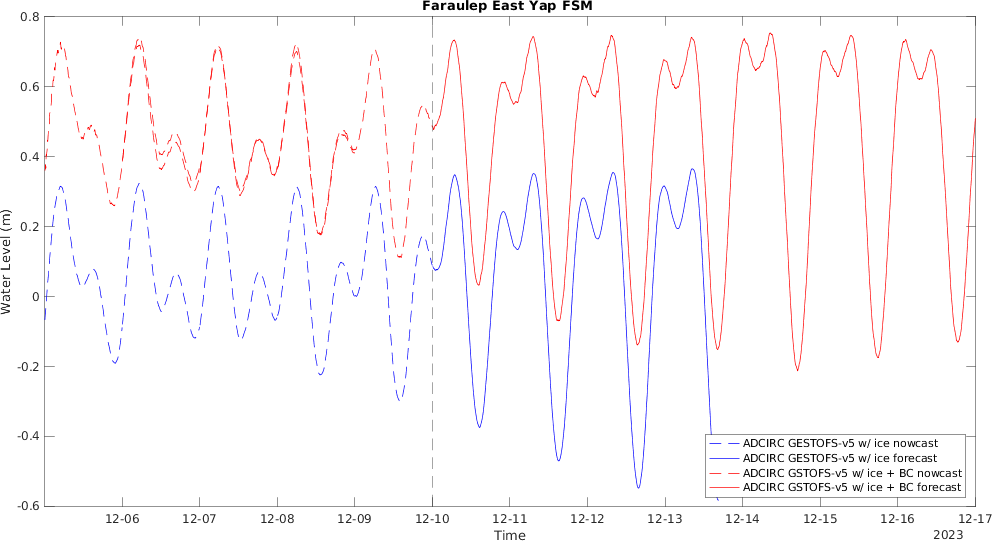 Faraulep East Yap FSM
0.8
0.6
0.4
0.2
0
-0.2
-0.4
-0.6
Water Level (m)
ADCIRC GESTOFS-v5 w/ ice nowcast
ADCIRC GESTOFS-v5 w/ ice forecast
ADCIRC GSTOFS-v5 w/ ice + BC nowcast
ADCIRC GSTOFS-v5 w/ ice + BC forecast
12-06 12-07 12-08 12-09 12-10 12-11 12-12 12-13 12-14 12-15 12-16 12-17
Time
2023